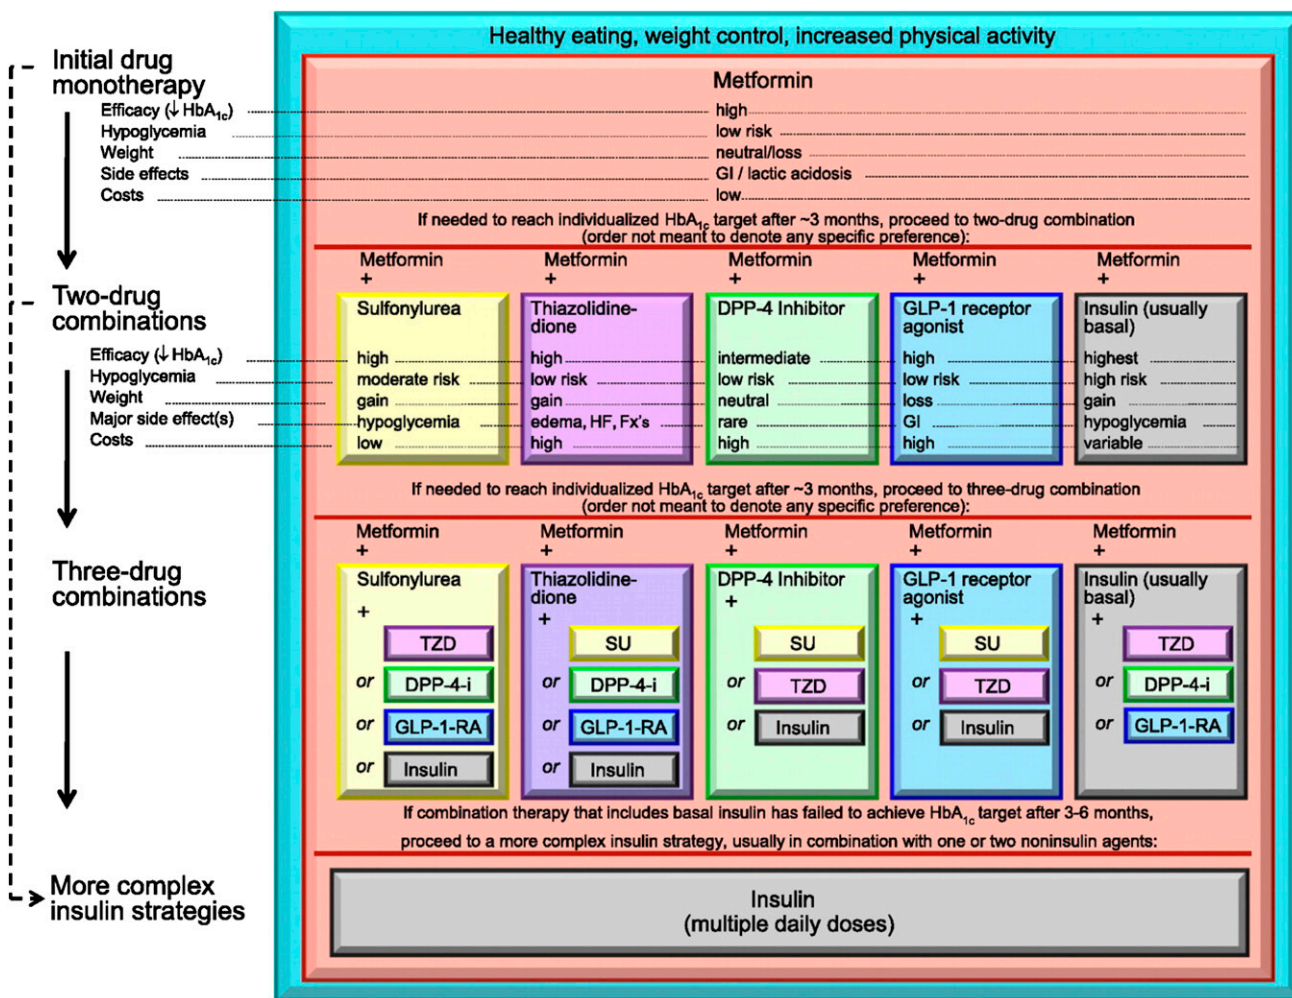 Healthy eating, weight control, increased physical activity
Initial drug
monotherapy
Metformin
Efficacy (↓ HbA1c) high
Hypoglycemia low risk
Weight neutral/loss
Side effects GI / lactic acidosis
Costs low
If needed to reach individualized HbA1c target after ~3 months, proceed to two-drug combination
(order not meant to denote any specific preference):
Metformin Metformin Metformin Metformin Metformin
+ + + + +
Two-drug
combinations
Sulfonylurea Thiazolidine- DPP-4 Inhibitor GLP-1 receptor Insulin (usually
dione agonist basal)
Efficacy (↓ HbA1c) high high intermediate high highest
Hypoglycemia moderate risk low risk low risk low risk high risk
Weight gain gain neutral loss gain
Major side effect(s) hypoglycemia edema, HF, Fx's rare GI hypoglycemia
Costs low high high high variable
If needed to reach individualized HbA1c target after ~3 months, proceed to three-drug combination
(order not meant to denote any specific preference):
Metformin Metformin Metformin Metformin Metformin
+ + + + +
Three-drug
combinations
Sulfonylurea Thiazolidine- DPP-4 Inhibitor GLP-1 receptor Insulin (usually
dione agonist basal)
+ + + + +
TZD SU SU SU TZD
or DPP-4-i or DPP-4-i or TZD or TZD or DPP-4-i
or GLP-1-RA or GLP-1-RA or Insulin or Insulin or GLP-1-RA
or Insulin or Insulin
If combination therapy that includes basal insulin has failed to achieve HbA1c target after 3-6 months,
proceed to a more complex insulin strategy, usually in combination with one or two noninsulin agents:
More complex
insulin strategies
Insulin
(multiple daily doses)